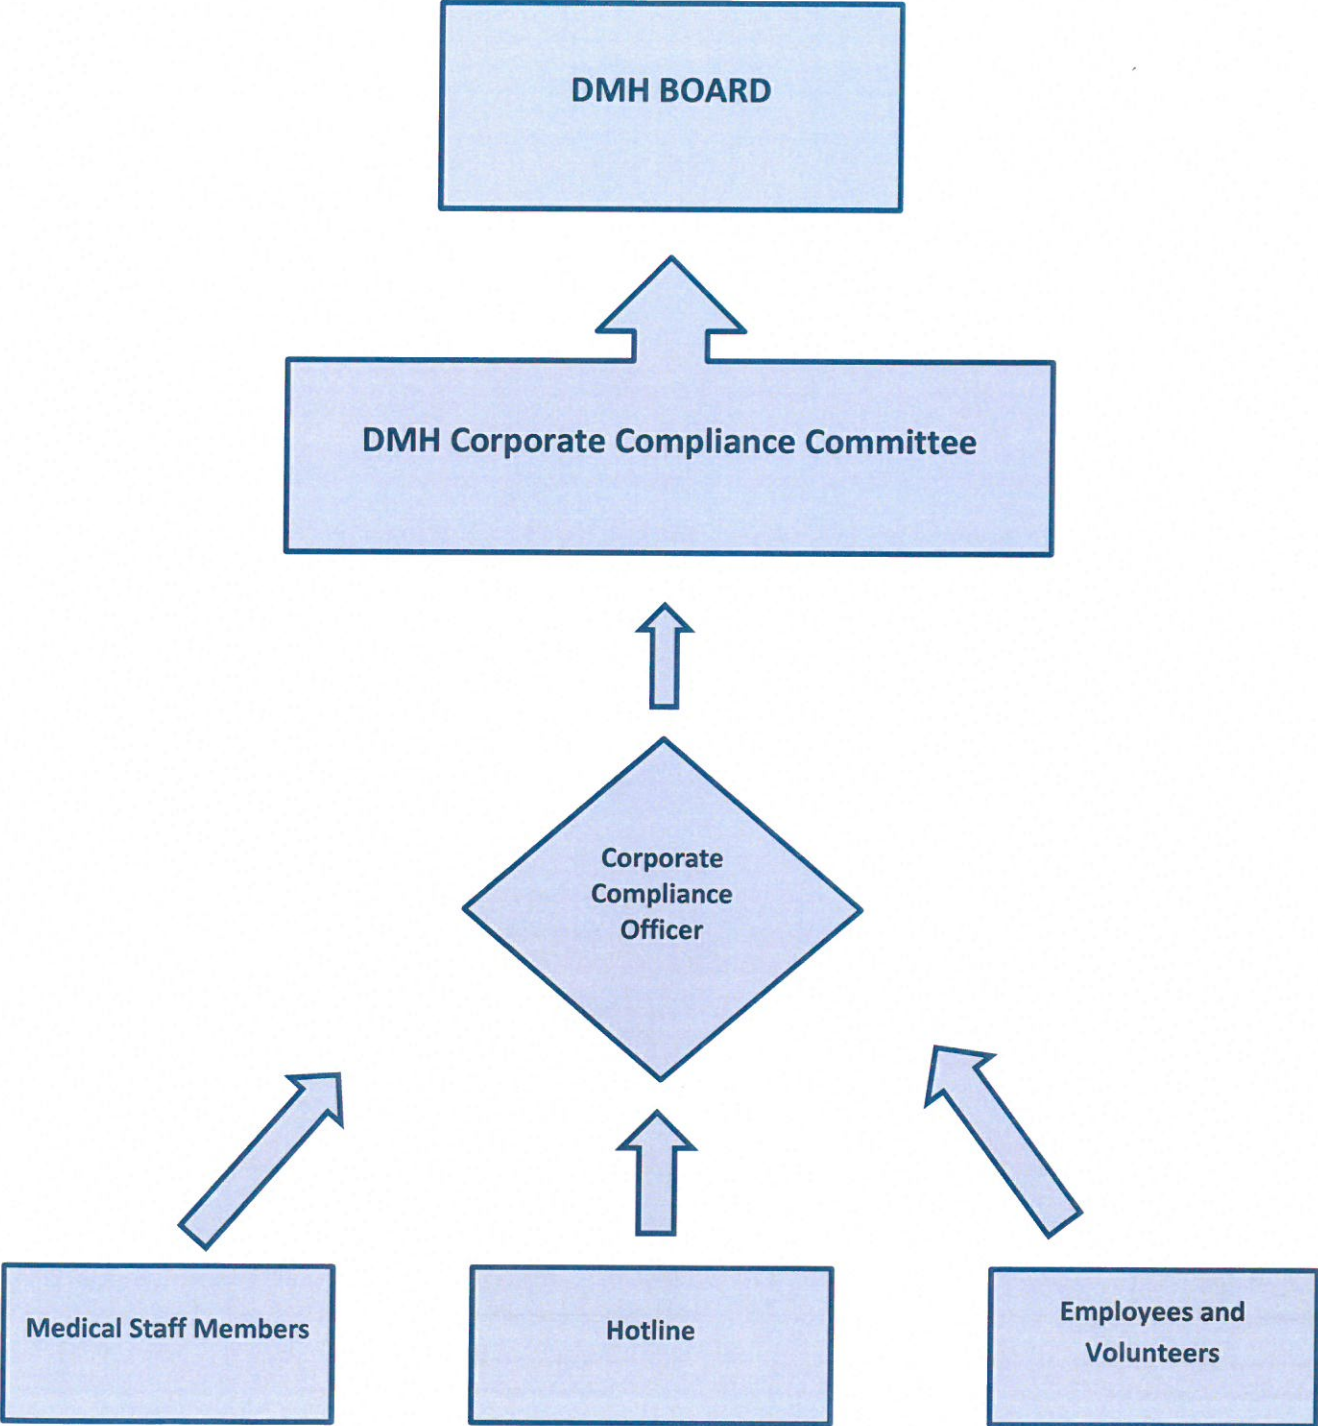 DMH BOARD
DMH Corporate Compliance Committee
Corporate
Compliance
Officer
Medical Staff Members
Hotline
Employees and
Volunteers